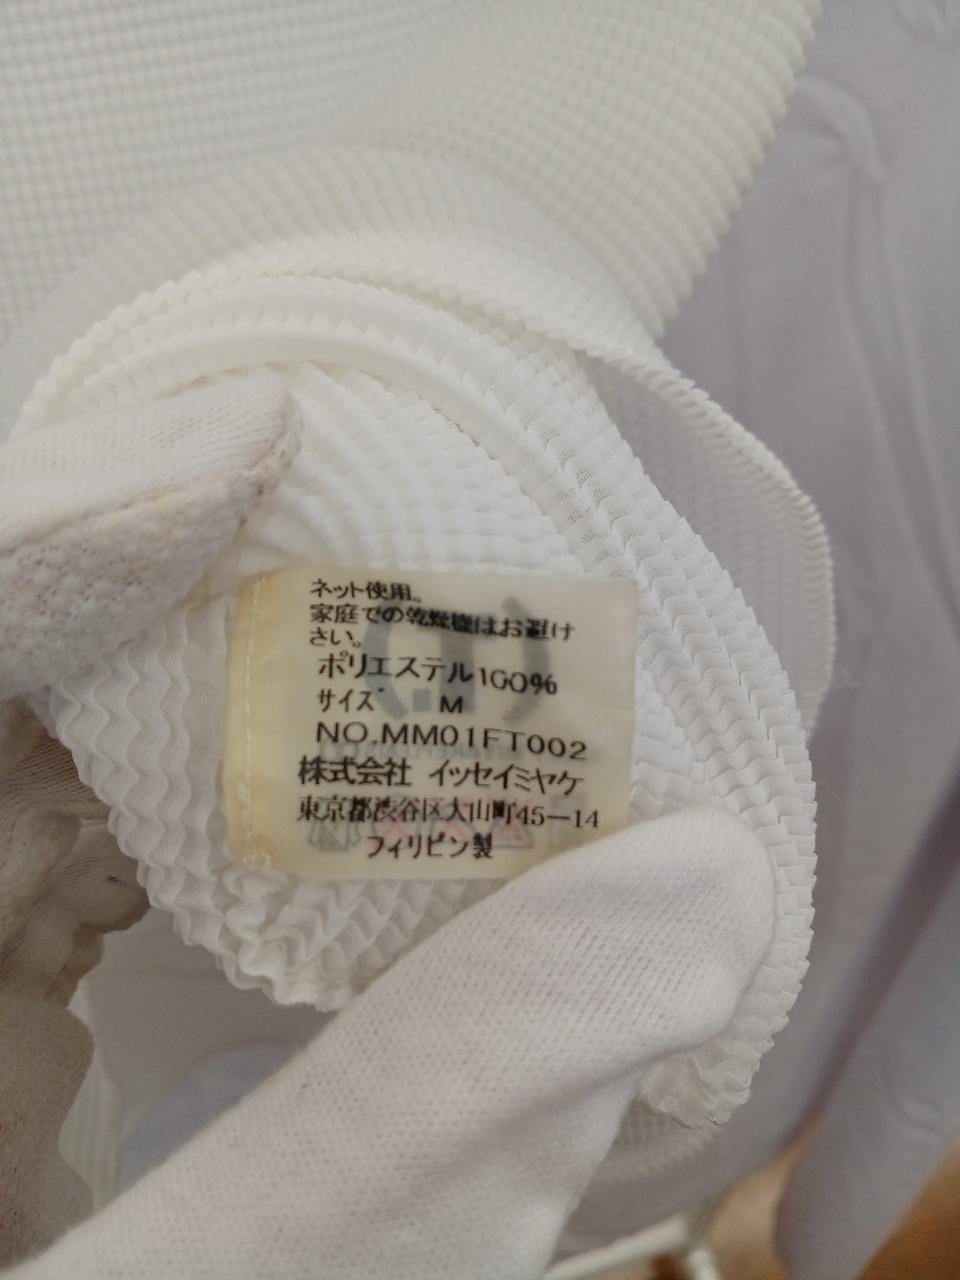 ネット使用。
家庭での乾燥機はお避け
さい。
ポリエステル100%
サイズ M
NO.MM01FT002
株式会社 イッセイミヤケ
東京都渋谷区大山町45ー14
フィリピン製